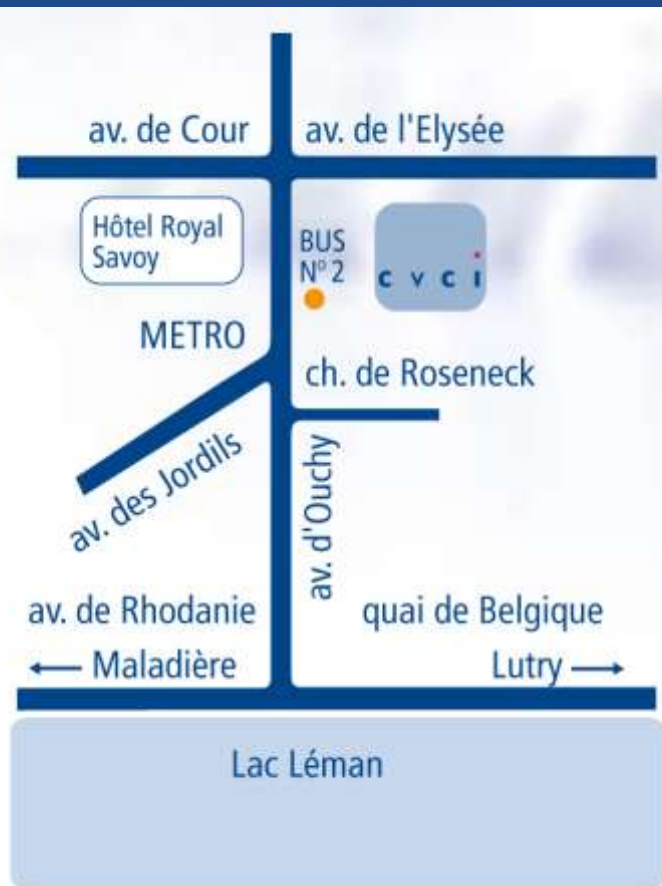 av. de Cour
av. de l'Elysée
Hôtel Royal
Savoy
BUS
Nº 2
c v c i
METRO
ch. de Roseneck
av. des Jordils
av. d'Ouchy
av. de Rhodanie
quai de Belgique
← Maladière
Lutry →
Lac Léman